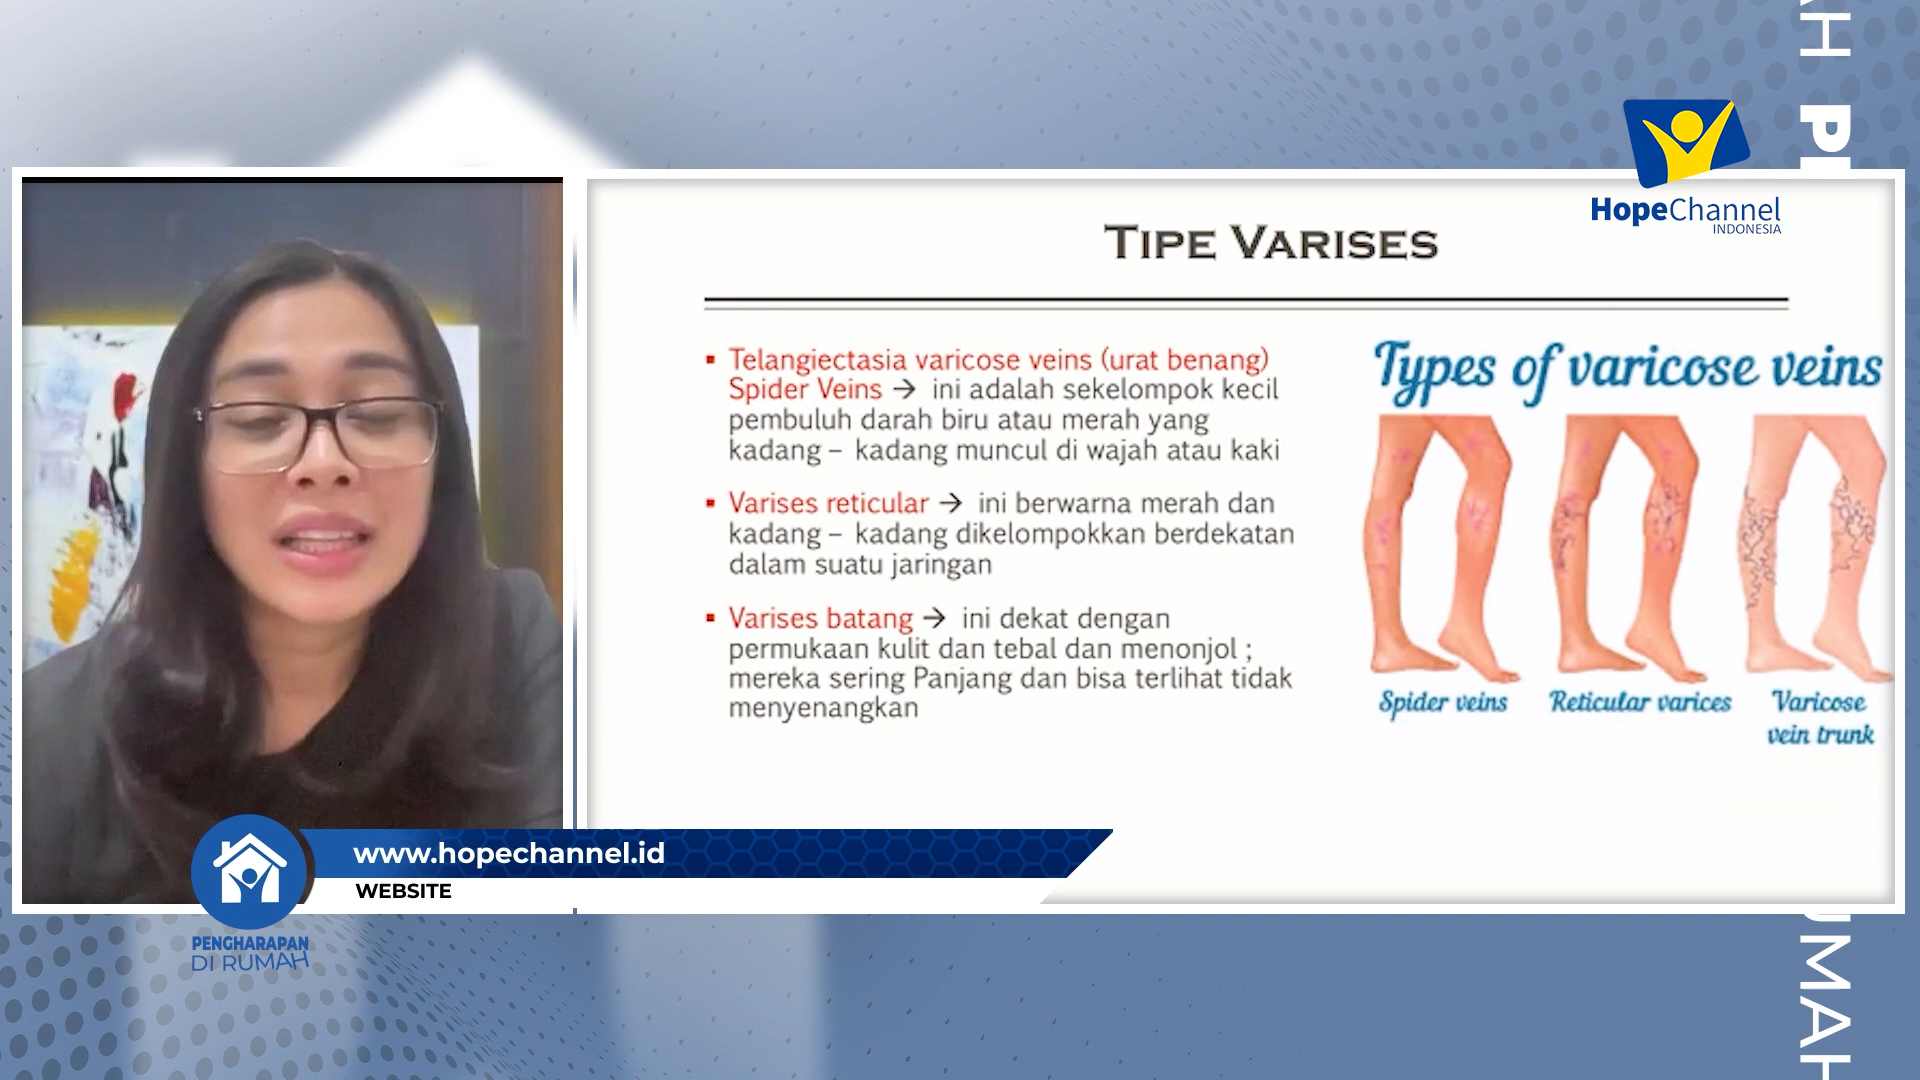 AH PE
HopeChannel
INDONESIA
TIPE VARISES
▪ Telangiectasia varicose veins (urat benang)
Spider Veins → ini adalah sekelompok kecil
pembuluh darah biru atau merah yang
kadang – kadang muncul di wajah atau kaki
▪ Varises reticular → ini berwarna merah dan
kadang – kadang dikelompokkan berdekatan
dalam suatu jaringan
▪ Varises batang → ini dekat dengan
permukaan kulit dan tebal dan menonjol ;
mereka sering Panjang dan bisa terlihat tidak
menyenangkan
Types of varicose veins
Spider veins
Reticular varices
Varicose
vein trunk
www.hopechannel.id
WEBSITE
PENGHARAPAN
DI RUMAH
UMAH